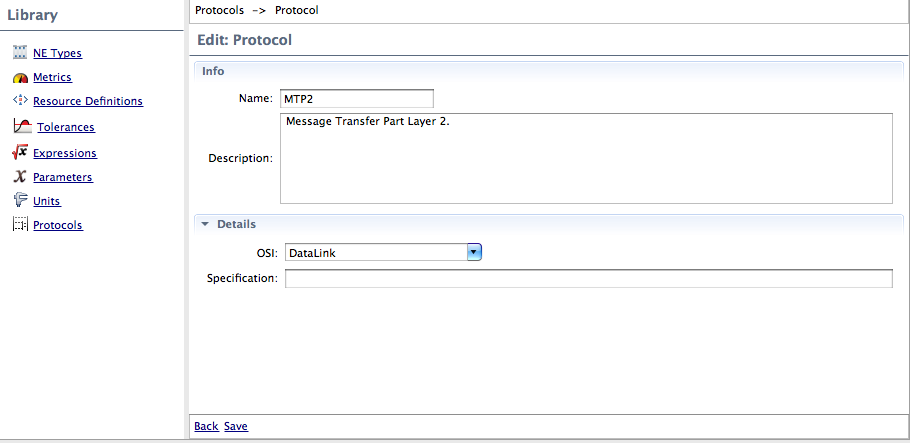 Library
NE Types
Metrics
Resource Definitions
Tolerances
Expressions
Parameters
Units
Protocols
Protocols -> Protocol
Edit: Protocol
Info
Name: MTP2
Description: Message Transfer Part Layer 2.
Details
OSI: DataLink
Specification:
Back Save